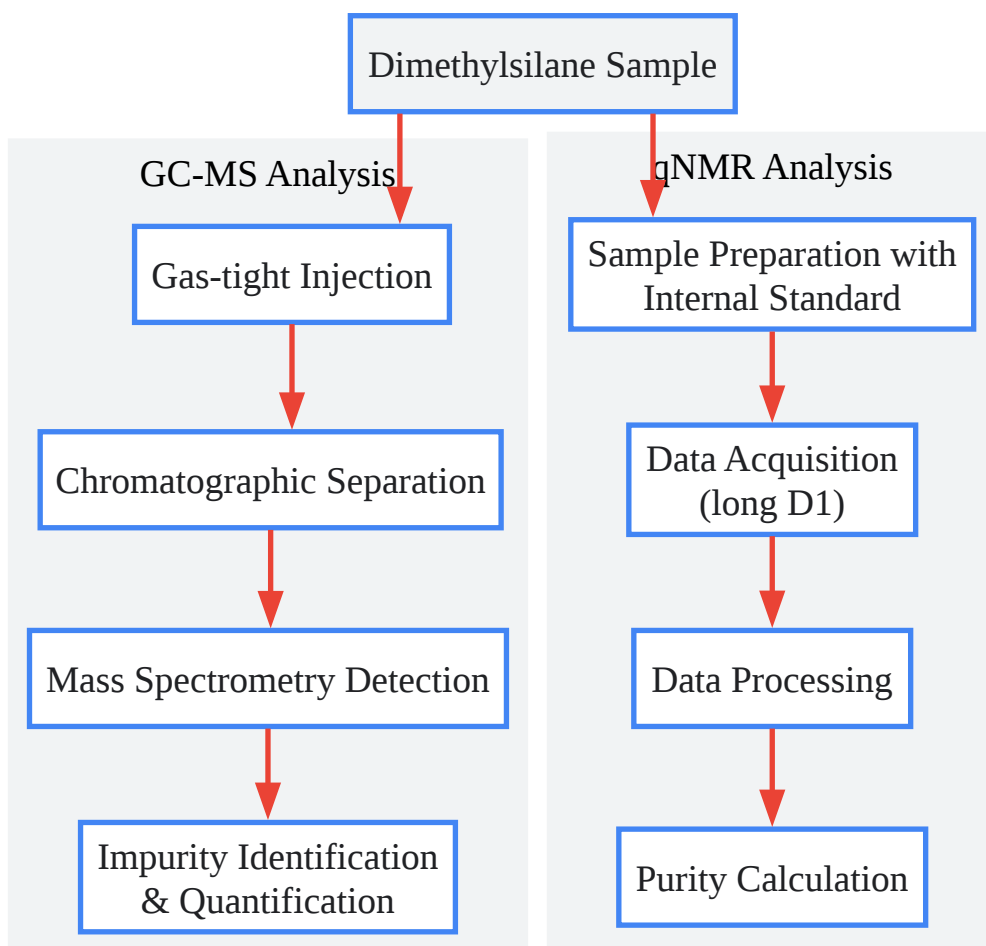 Dimethylsilane Sample
GC-MS Analysis
Gas-tight Injection
Chromatographic Separation
Mass Spectrometry Detection
Impurity Identification
& Quantification
qNMR Analysis
Sample Preparation with
Internal Standard
Data Acquisition
(long D1)
Data Processing
Purity Calculation